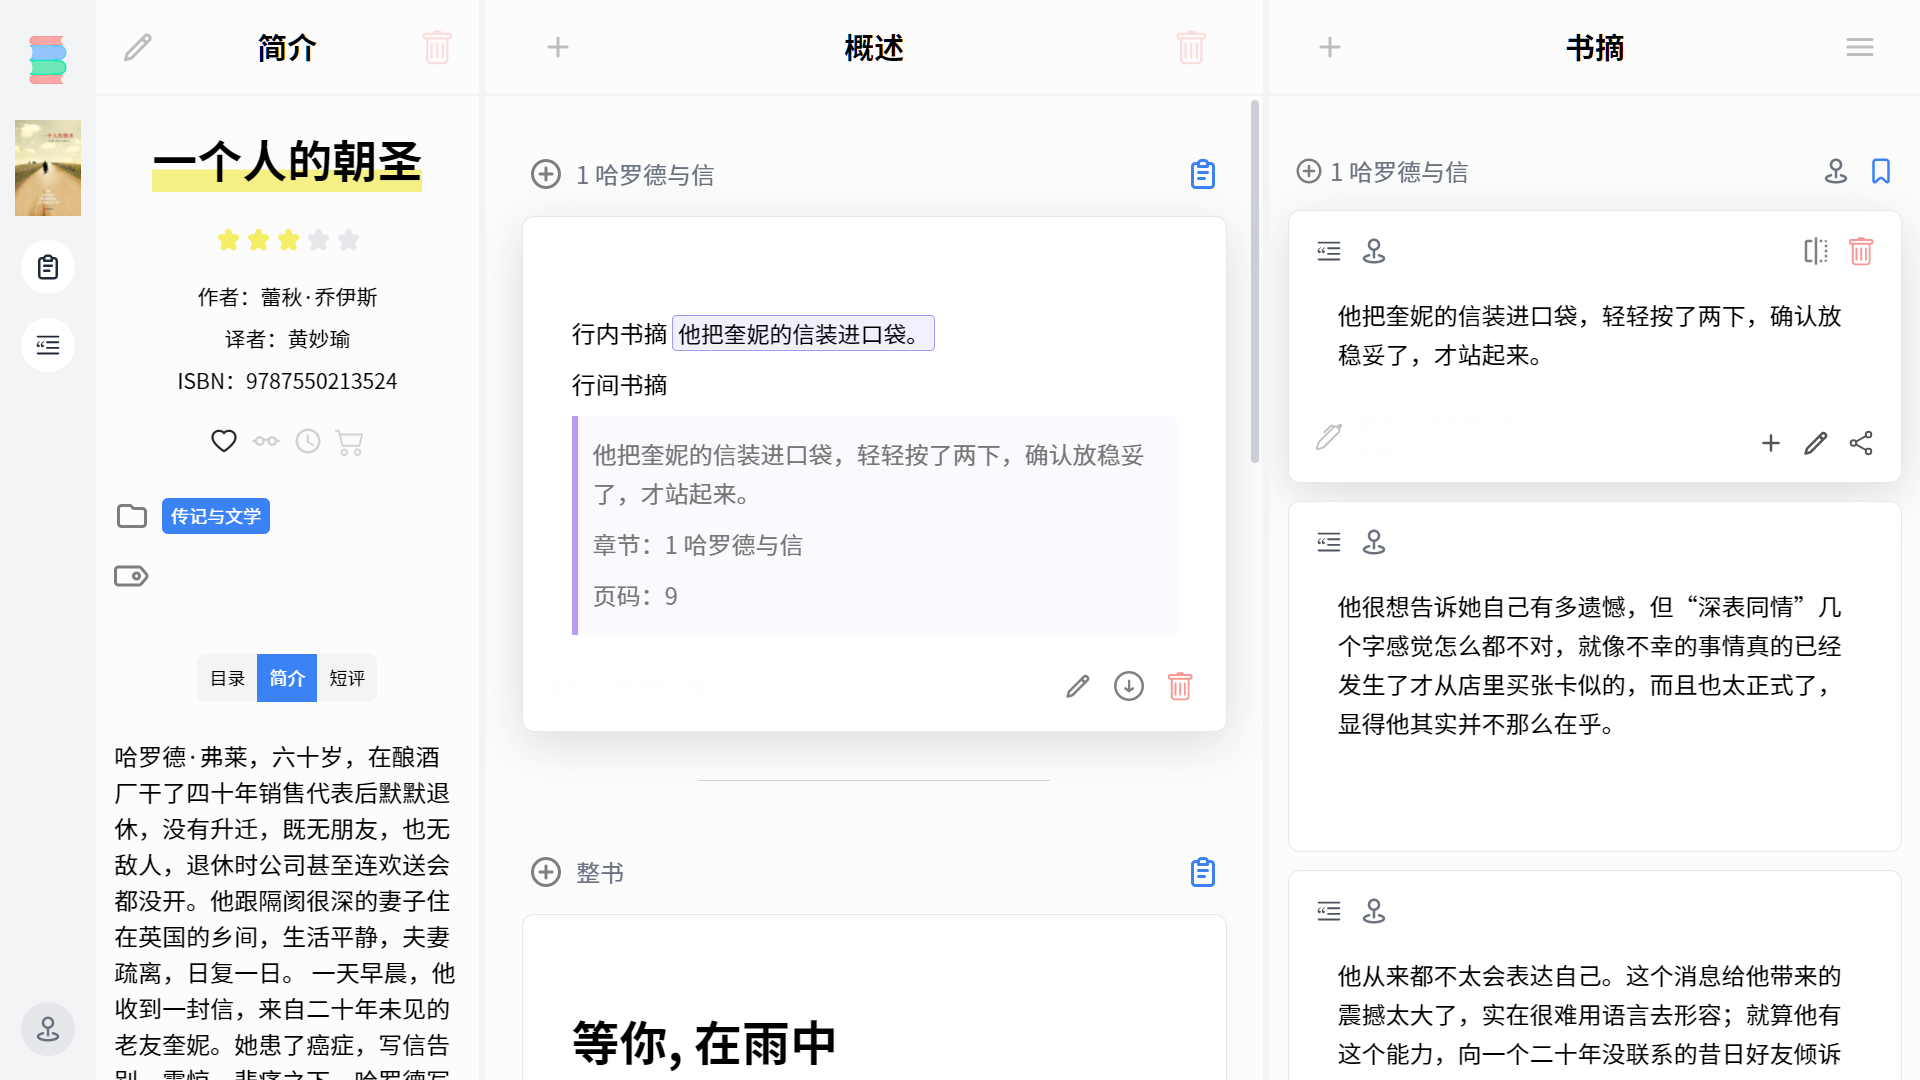 简介
概述
书摘
一个人的朝圣
作者：蕾秋·乔伊斯
译者：黄妙瑜
ISBN：9787550213524
传记与文学
目录
简介
短评
哈罗德·弗莱，六十岁，在酿酒
厂干了四十年销售代表后默默退
休，没有升迁，既无朋友，也无
敌人，退休时公司甚至连欢送会
都没开。他跟隔阂很深的妻子住
在英国的乡间，生活平静，夫妻
疏离，日复一日。 一天早晨，他
收到一封信，来自二十年未见的
老友奎妮。她患了癌症，写信告
别。震惊、悲痛之下，哈罗德写
1 哈罗德与信
行内书摘 他把奎妮的信装进口袋。
行间书摘
他把奎妮的信装进口袋，轻轻按了两下，确认放稳妥
了，才站起来。
章节：1 哈罗德与信
页码：9
整书
等你, 在雨中
1 哈罗德与信
他把奎妮的信装进口袋，轻轻按了两下，确认放
稳妥了，才站起来。
他很想告诉她自己有多遗憾，但“深表同情”几
个字感觉怎么都不对，就像不幸的事情真的已经
发生了才从店里买张卡似的，而且也太正式了，
显得他其实并不那么在乎。
他从来都不太会表达自己。这个消息给他带来的
震撼太大了，实在很难用语言去形容；就算他有
这个能力，向一个二十年没联系的昔日好友倾诉